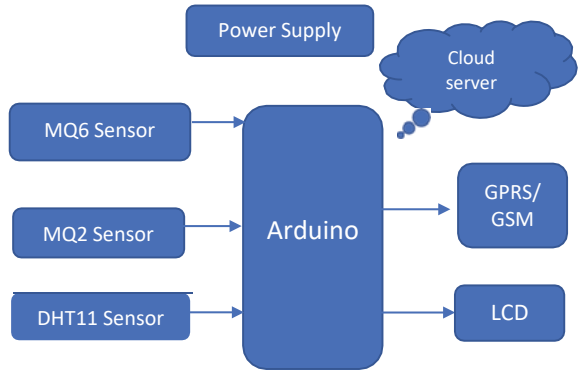 Power Supply
Cloud
server
MQ6 Sensor
MQ2 Sensor
DHT11 Sensor
Arduino
GPRS/
GSM
LCD